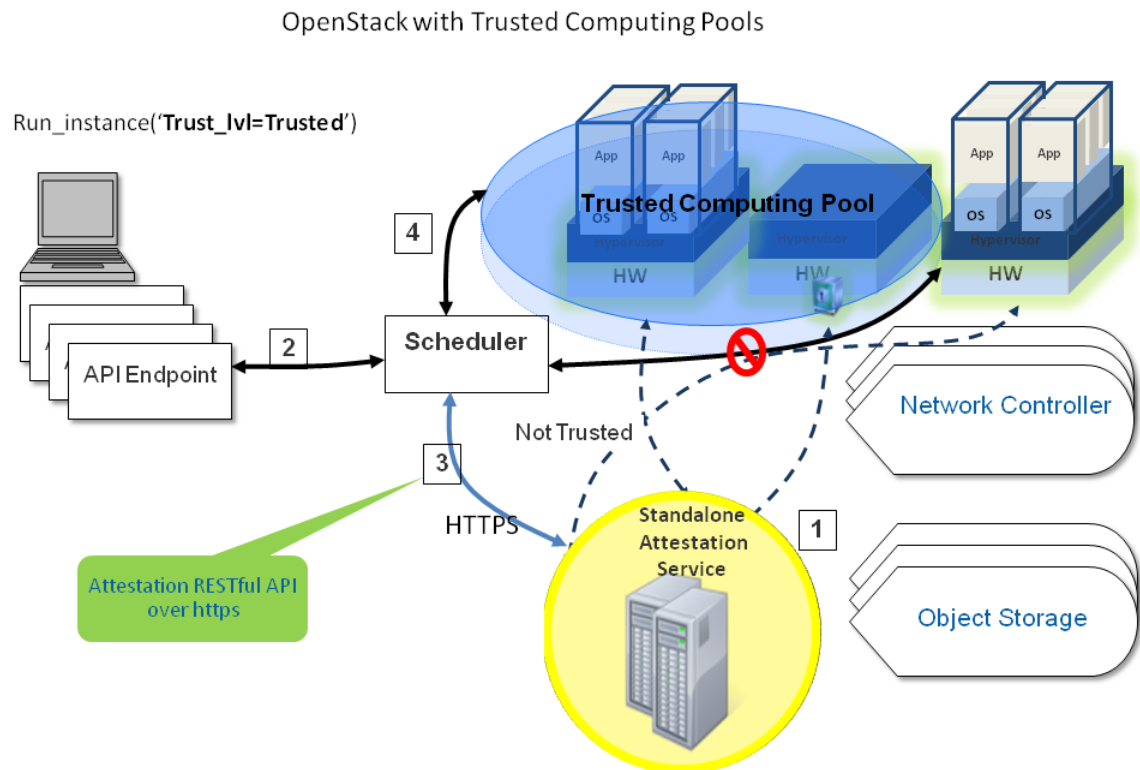 OpenStack with Trusted Computing Pools
Run_instance(‘Trust_lvl=Trusted’)
App
App
OS
OS
Trusted Computing Pool
Hypervisor
Hypervisor
HW
HW
App
App
OS
OS
Hypervisor
HW
4
2
Scheduler
A
A
A
API Endpoint
Not Trusted
Network Controller
3
HTTPS
Standalone
Attestation
Service
1
Attestation RESTful API
over https
Object Storage